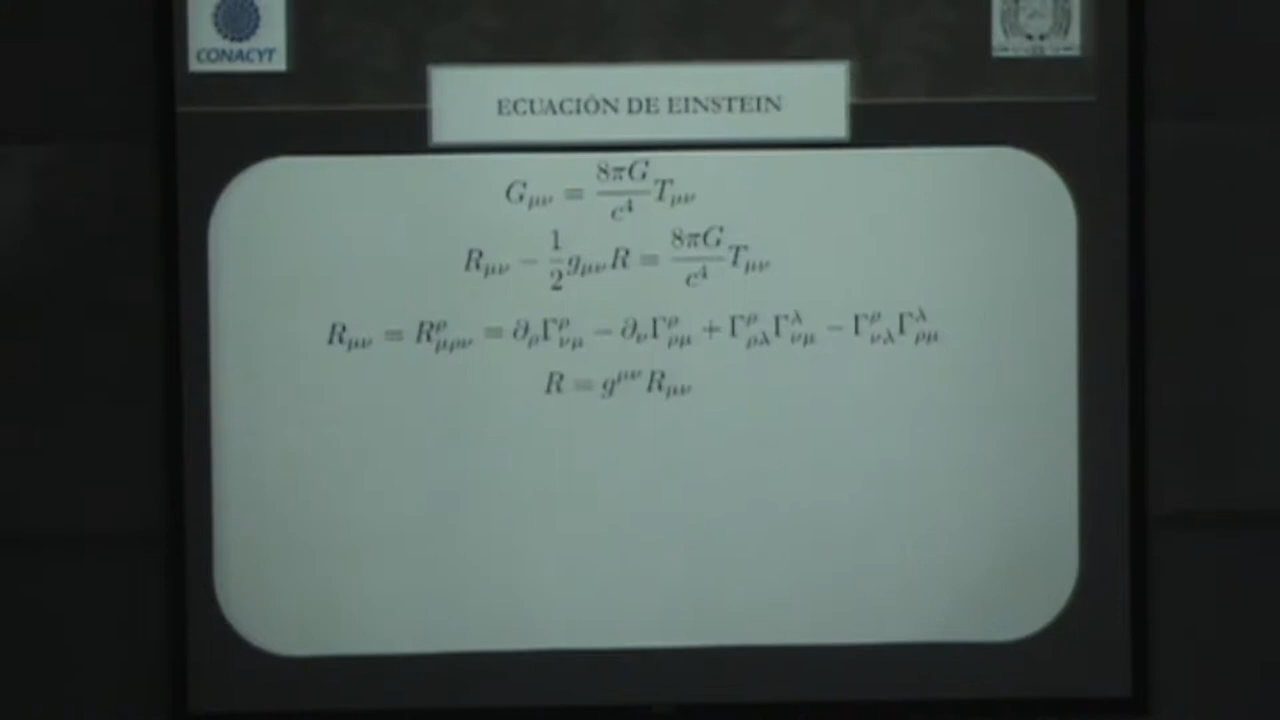 CONACYT
ECUACIÓN DE EINSTEIN
G_{μν} = \frac{8πG}{c^4} T_{μν}
R_{μν} − \frac{1}{2} g_{μν} R = \frac{8πG}{c^4} T_{μν}
R_{μν} = R^ρ_{μρν} = ∂_ρ Γ^ρ_{νμ} − ∂_ν Γ^ρ_{ρμ} + Γ^ρ_{ρλ} Γ^λ_{νμ} − Γ^ρ_{νλ} Γ^λ_{ρμ}
R = g^{μν} R_{μν}